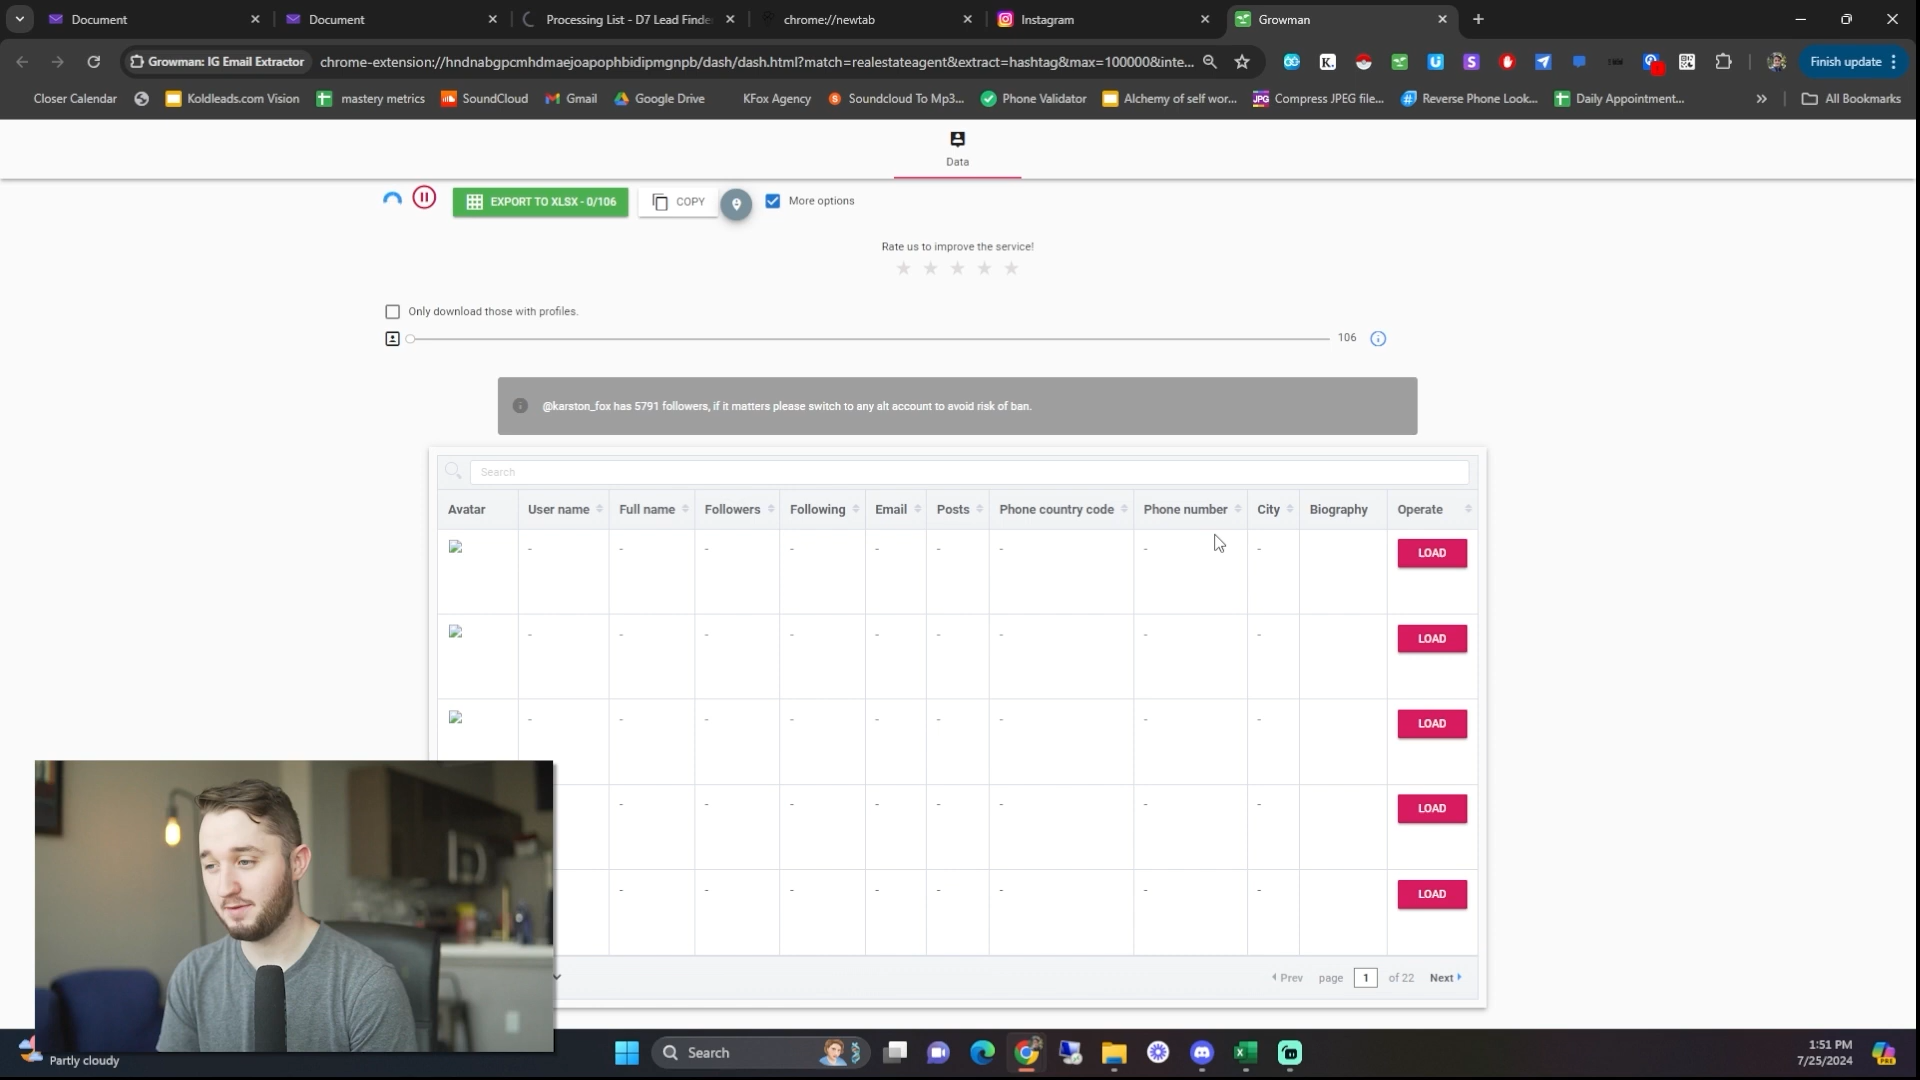 Document
Document
Processing List - D7 Lead Finde
chrome://newtab
Instagram
Growman
Growman: IG Email Extractor
chrome-extension://hndnabgpcmhdmaejoapophbidipmgnpb/dash/dash.html?match=realestateagent&extract=hashtag&max=100000&inte...
Finish update
Closer Calendar
Koldleads.com Vision
mastery metrics
SoundCloud
Gmail
Google Drive
KFox Agency
Soundcloud To Mp3...
Phone Validator
Alchemy of self wor...
Compress JPEG file...
Reverse Phone Look...
Daily Appointment...
All Bookmarks
Data
EXPORT TO XLSX - 0/106
COPY
More options
Rate us to improve the service!
Only download those with profiles.
106
@karston_fox has 5791 followers, if it matters please switch to any alt account to avoid risk of ban.
Search
Avatar User name Full name Followers Following Email Posts Phone country code Phone number City Biography Operate
- - - - - - - - - LOAD
- - - - - - - - - LOAD
- - - - - - - - - LOAD
- - - - - - - - LOAD
- - - - - - - - LOAD
Prev page 1 of 22 Next
Partly cloudy
Search
1:51 PM
7/25/2024